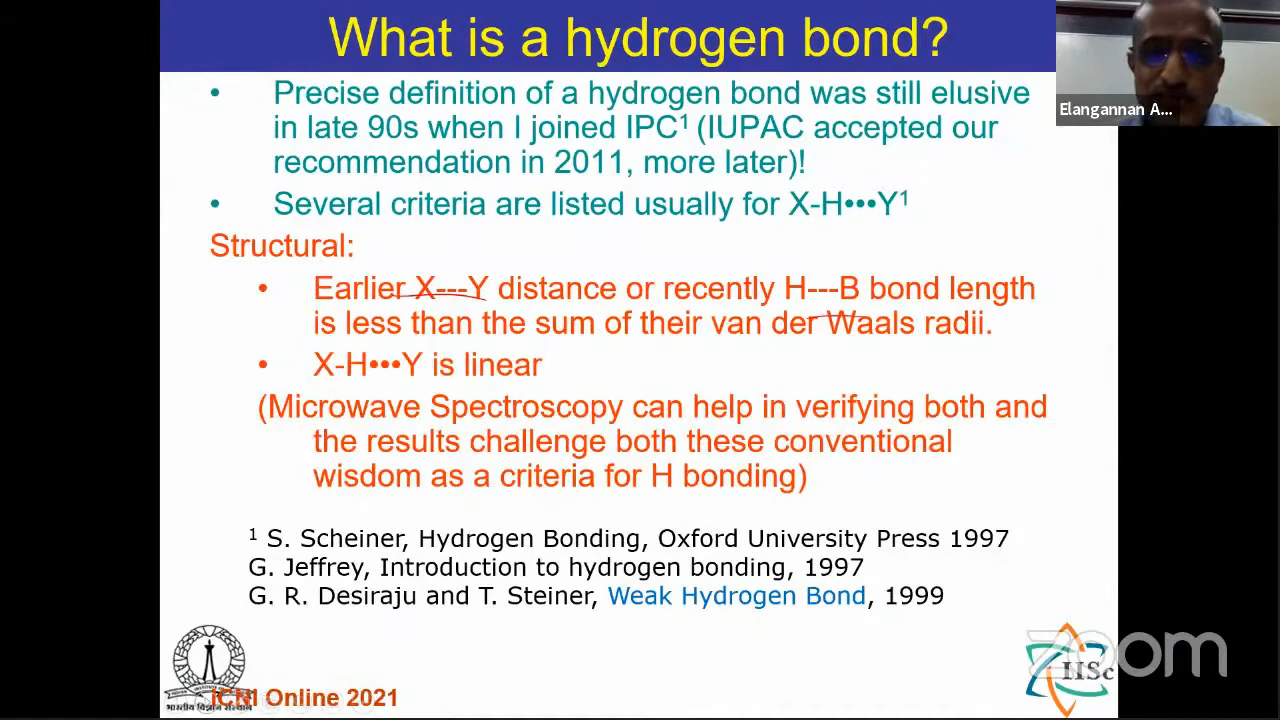 What is a hydrogen bond?
Elangannan A...
• Precise definition of a hydrogen bond was still elusive
in late 90s when I joined IPC¹ (IUPAC accepted our
recommendation in 2011, more later)!
• Several criteria are listed usually for X-H•••Y¹
Structural:
• Earlier X---Y distance or recently H---B bond length
is less than the sum of their van der Waals radii.
• X-H•••Y is linear
(Microwave Spectroscopy can help in verifying both and
the results challenge both these conventional
wisdom as a criteria for H bonding)
¹ S. Scheiner, Hydrogen Bonding, Oxford University Press 1997
G. Jeffrey, Introduction to hydrogen bonding, 1997
G. R. Desiraju and T. Steiner, Weak Hydrogen Bond, 1999
zoom
IISc
ICNI Online 2021